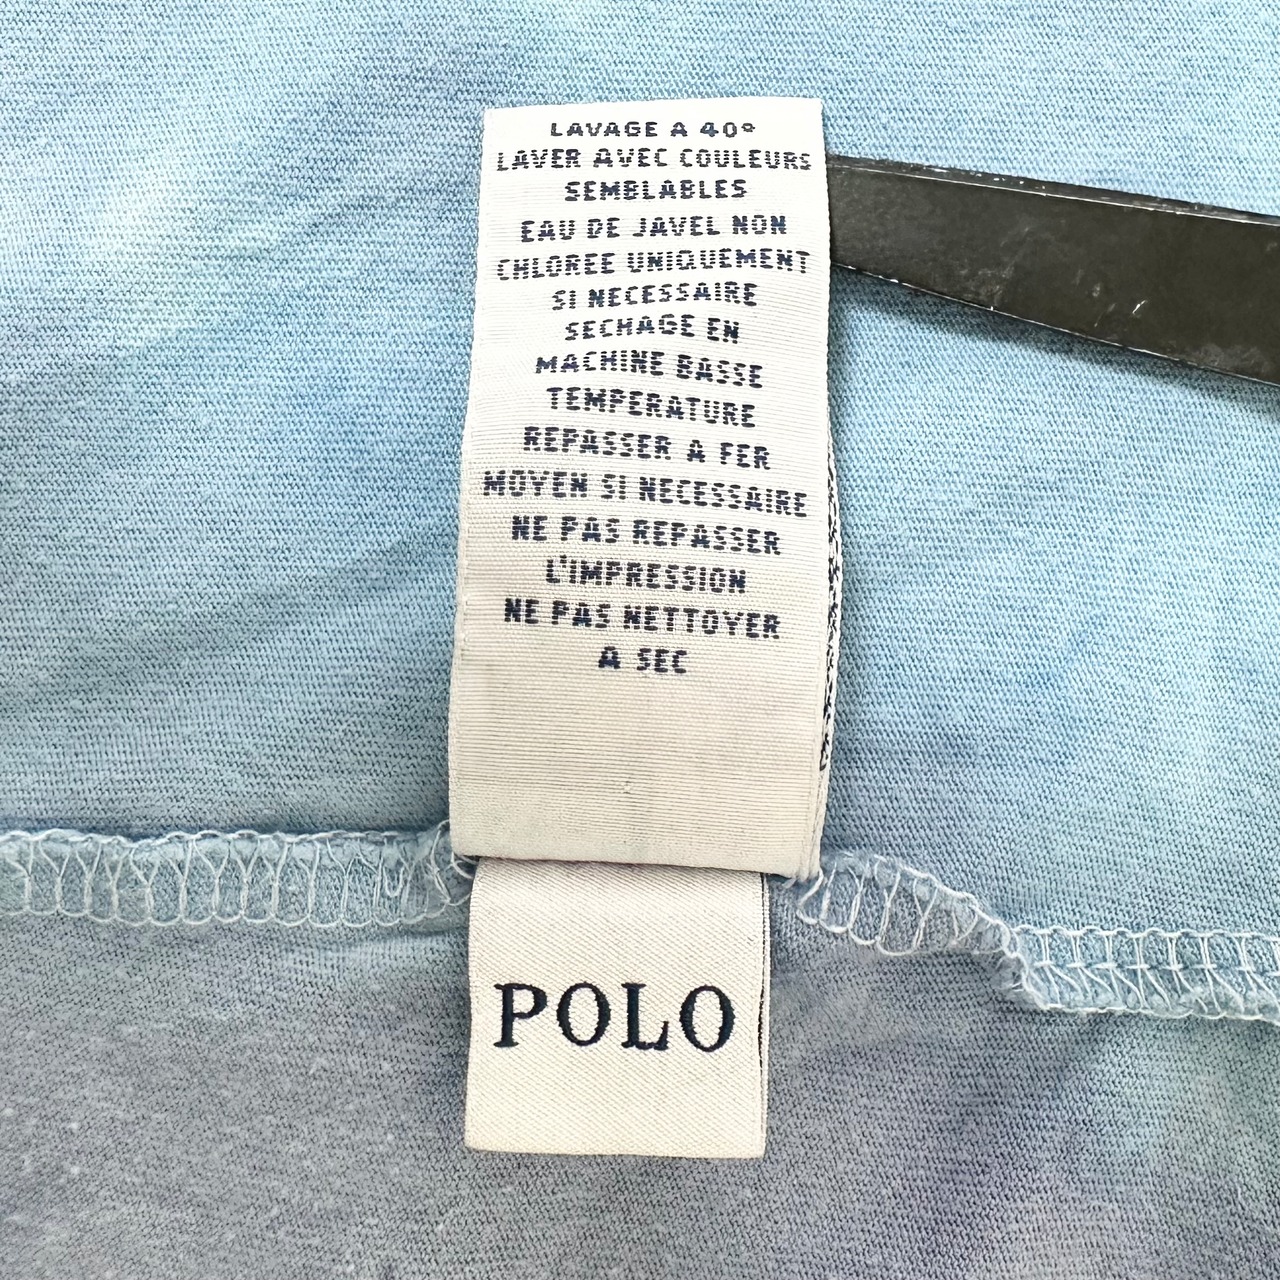 LAVAGE A 40°
LAVER AVEC COULEURS
SEMBLABLES
EAU DE JAVEL NON
CHLOREE UNIQUEMENT
SI NECESSAIRE
SECHAGE EN
MACHINE BASSE
TEMPERATURE
REPASSER A FER
MOYEN SI NECESSAIRE
NE PAS REPASSER
L'IMPRESSION
NE PAS NETTOYER
A SEC
POLO